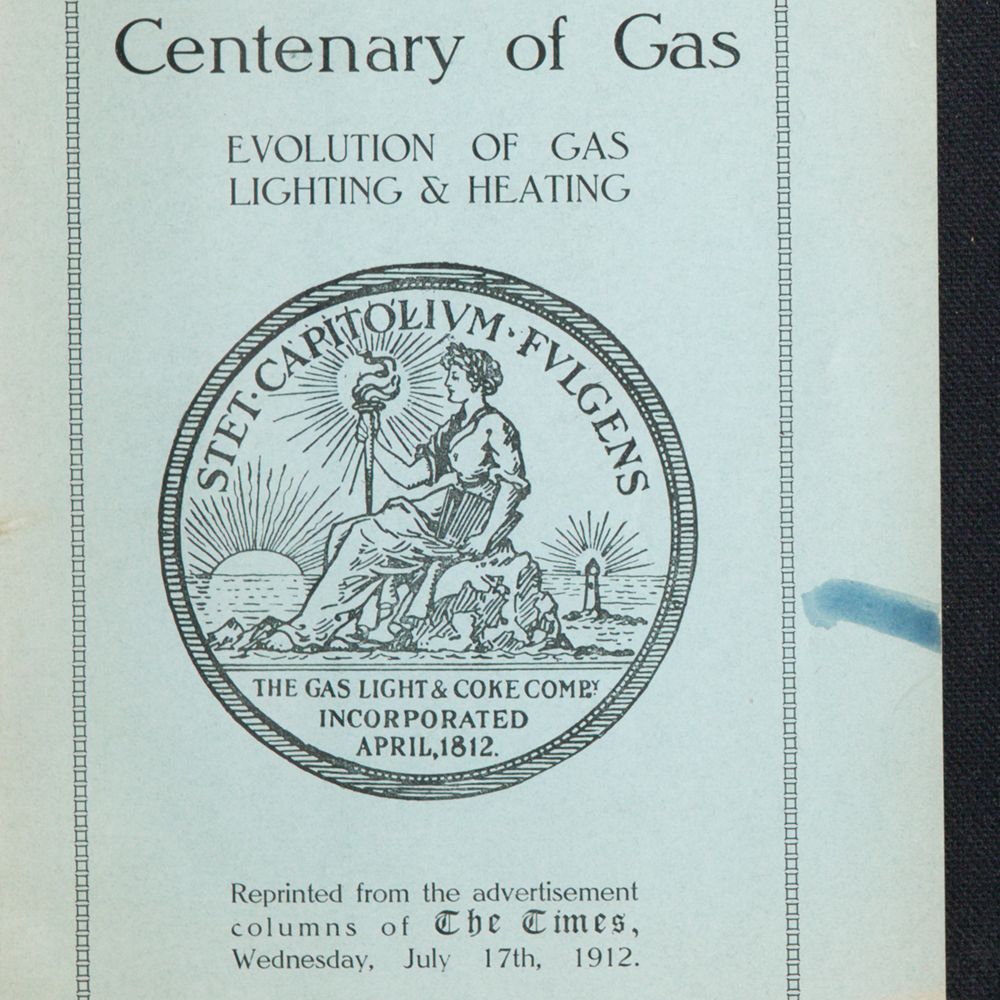 Centenary of Gas
EVOLUTION OF GAS
LIGHTING & HEATING
STET·CAPITOLIVM·FVLGENS
THE GAS LIGHT & COKE COMPY
INCORPORATED
APRIL, 1812.
Reprinted from the advertisement
columns of The Times,
Wednesday, July 17th, 1912.